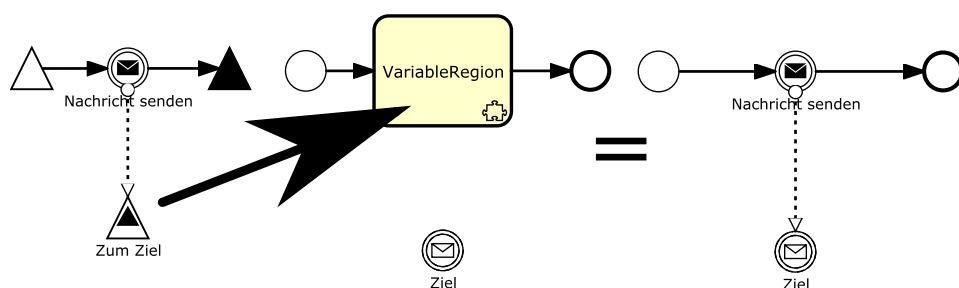 VariableRegion
Nachricht senden
Nachricht senden
Zum Ziel
Ziel
Ziel